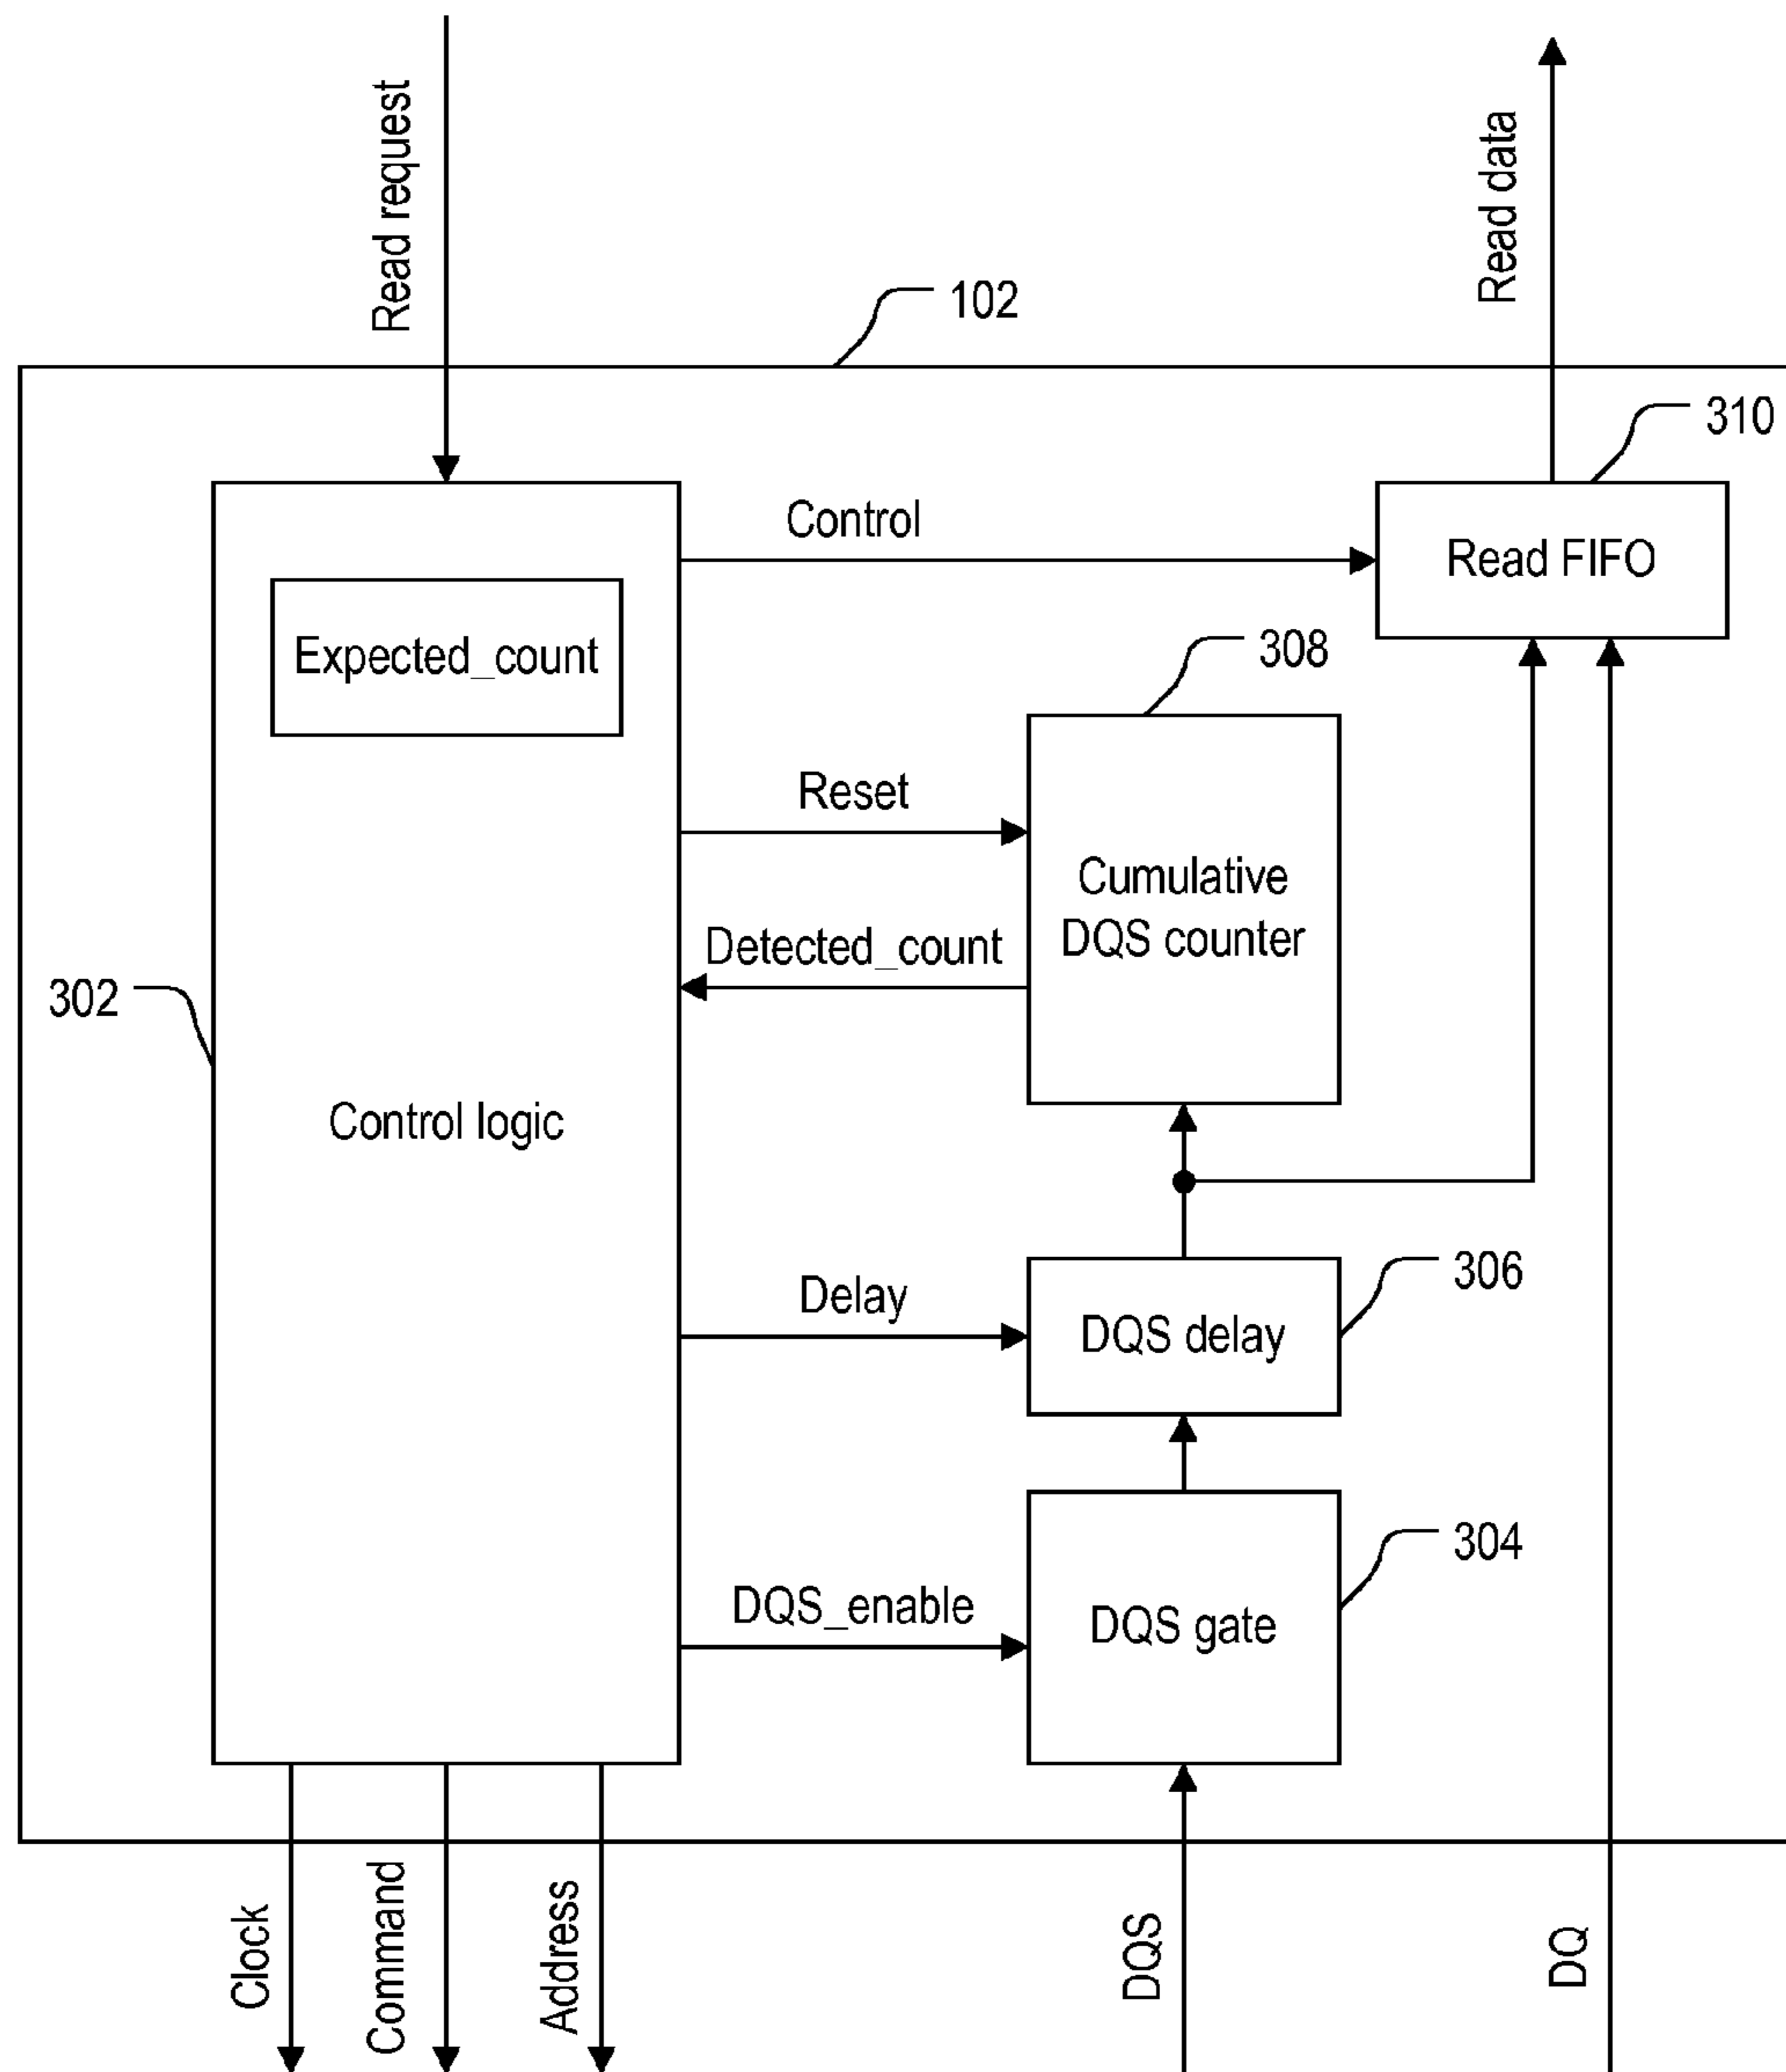 Read request
Read data
102
310
Control
Read FIFO
Expected_count
308
Reset
Cumulative
DQS counter
Detected_count
302
Control logic
306
Delay
DQS delay
304
DQS_enable
DQS gate
Clock
Command
Address
DQS
DQ